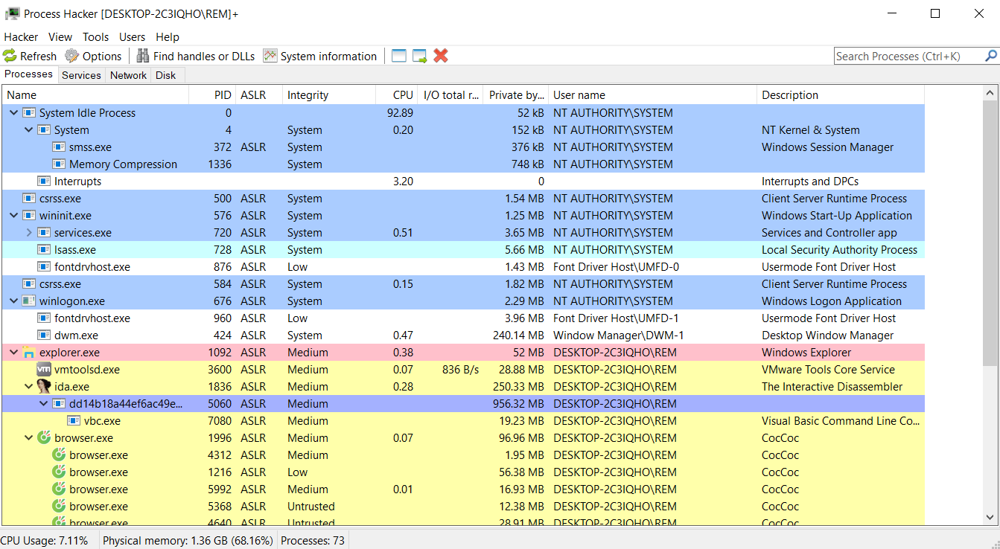 Process Hacker [DESKTOP-2C3IQHO\REM]+
Hacker View Tools Users Help
Refresh Options Find handles or DLLs System information Search Processes (Ctrl+K)
Processes Services Network Disk
Name PID ASLR Integrity CPU I/O total r... Private by... User name Description
System Idle Process 0 92.89 52 kB NT AUTHORITY\SYSTEM
System 4 System 0.20 152 kB NT AUTHORITY\SYSTEM NT Kernel & System
smss.exe 372 ASLR System 376 kB NT AUTHORITY\SYSTEM Windows Session Manager
Memory Compression 1336 System 748 kB NT AUTHORITY\SYSTEM
Interrupts 3.20 0 Interrupts and DPCs
csrss.exe 500 ASLR System 1.54 MB NT AUTHORITY\SYSTEM Client Server Runtime Process
wininit.exe 576 ASLR System 1.25 MB NT AUTHORITY\SYSTEM Windows Start-Up Application
services.exe 720 ASLR System 0.51 3.65 MB NT AUTHORITY\SYSTEM Services and Controller app
lsass.exe 728 ASLR System 5.66 MB NT AUTHORITY\SYSTEM Local Security Authority Process
fontdrvhost.exe 876 ASLR Low 1.43 MB Font Driver Host\UMFD-0 Usermode Font Driver Host
csrss.exe 584 ASLR System 0.15 1.82 MB NT AUTHORITY\SYSTEM Client Server Runtime Process
winlogon.exe 676 ASLR System 2.29 MB NT AUTHORITY\SYSTEM Windows Logon Application
fontdrvhost.exe 960 ASLR Low 3.96 MB Font Driver Host\UMFD-1 Usermode Font Driver Host
dwm.exe 424 ASLR System 0.47 240.14 MB Window Manager\DWM-1 Desktop Window Manager
explorer.exe 1092 ASLR Medium 0.38 52 MB DESKTOP-2C3IQHO\REM Windows Explorer
vm vmtoolsd.exe 3600 ASLR Medium 0.07 836 B/s 28.88 MB DESKTOP-2C3IQHO\REM VMware Tools Core Service
ida.exe 1836 ASLR Medium 0.28 250.33 MB DESKTOP-2C3IQHO\REM The Interactive Disassembler
dd14b18a44ef6ac49e... 5060 ASLR Medium 956.32 MB DESKTOP-2C3IQHO\REM
vbc.exe 7080 ASLR Medium 19.23 MB DESKTOP-2C3IQHO\REM Visual Basic Command Line Co...
browser.exe 1996 ASLR Medium 0.07 96.96 MB DESKTOP-2C3IQHO\REM CocCoc
browser.exe 4312 ASLR Medium 1.95 MB DESKTOP-2C3IQHO\REM CocCoc
browser.exe 1216 ASLR Low 56.38 MB DESKTOP-2C3IQHO\REM CocCoc
browser.exe 5992 ASLR Medium 0.01 16.93 MB DESKTOP-2C3IQHO\REM CocCoc
browser.exe 5368 ASLR Untrusted 12.38 MB DESKTOP-2C3IQHO\REM CocCoc
browser.exe 4640 ASLR Untrusted 28.91 MB DESKTOP-2C3IQHO\REM CocCoc
CPU Usage: 7.11% Physical memory: 1.36 GB (68.16%) Processes: 73